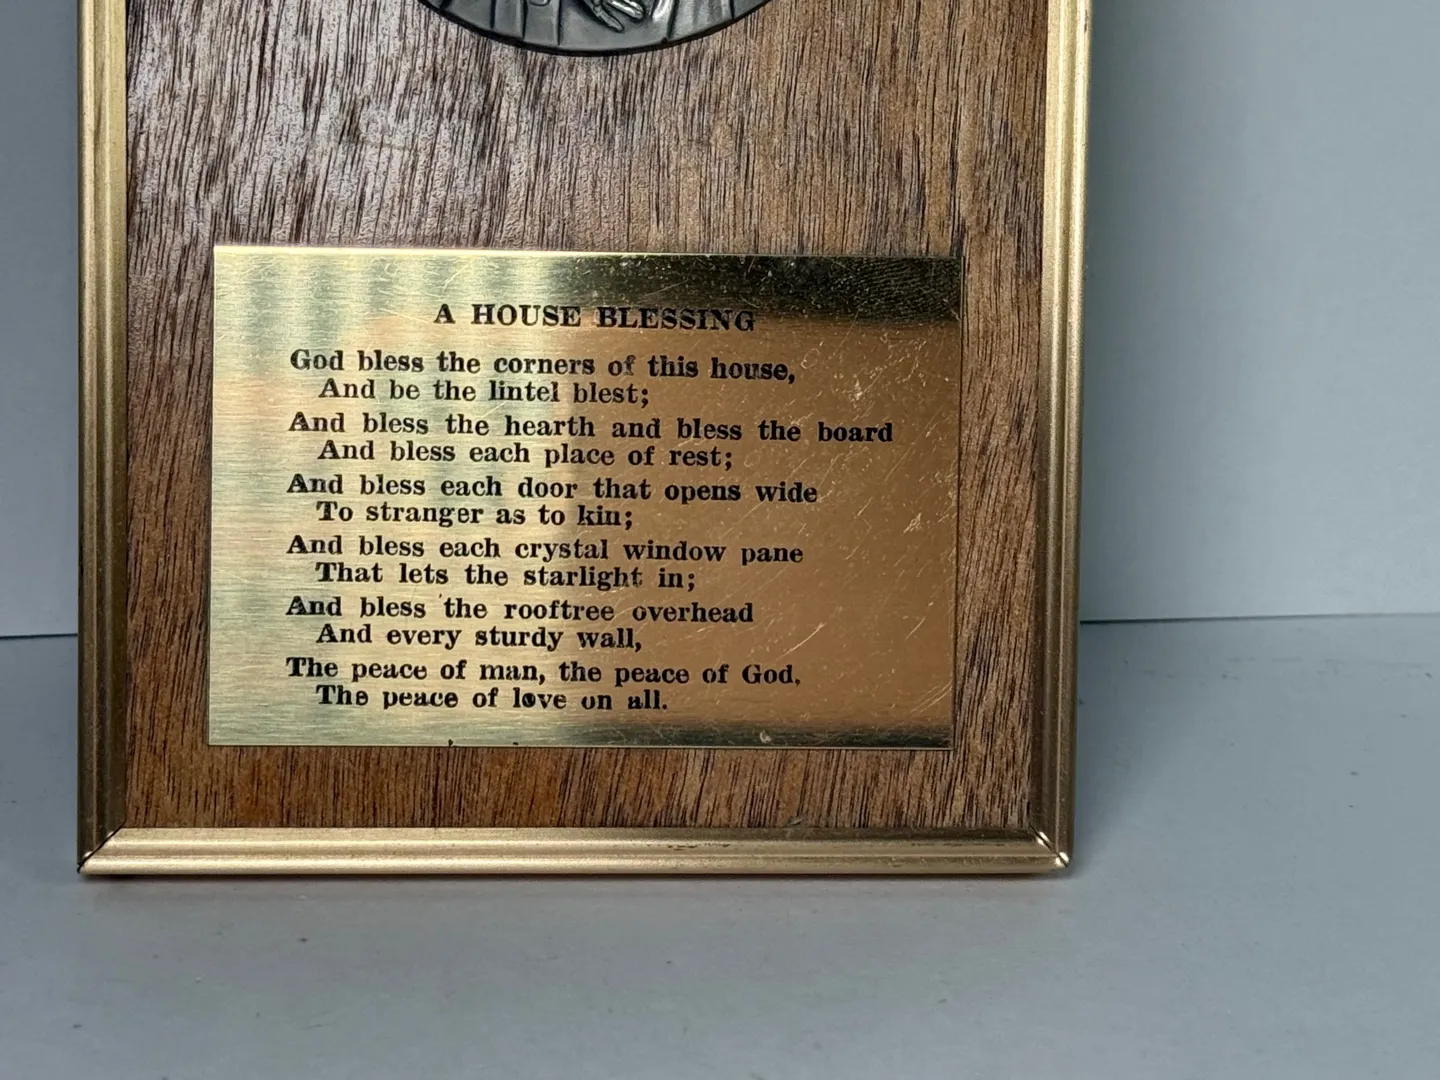 A HOUSE BLESSING
God bless the corners of this house,
And be the lintel blest;
And bless the hearth and bless the board
And bless each place of rest;
And bless each door that opens wide
To stranger as to kin;
And bless each crystal window pane
That lets the starlight in;
And bless the rooftree overhead
And every sturdy wall,
The peace of man, the peace of God,
The peace of love on all.